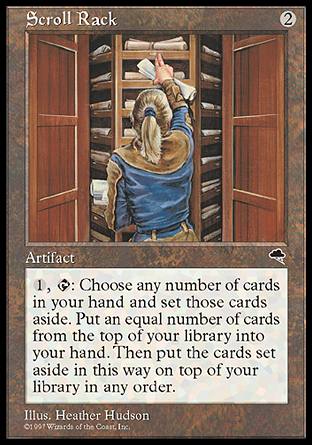 Scroll Rack 2
Artifact
1, : Choose any number of cards
in your hand and set those cards
aside. Put an equal number of cards
from the top of your library into
your hand. Then put the cards set
aside in this way on top of your
library in any order.
Illus. Heather Hudson
©1997 Wizards of the Coast, Inc.